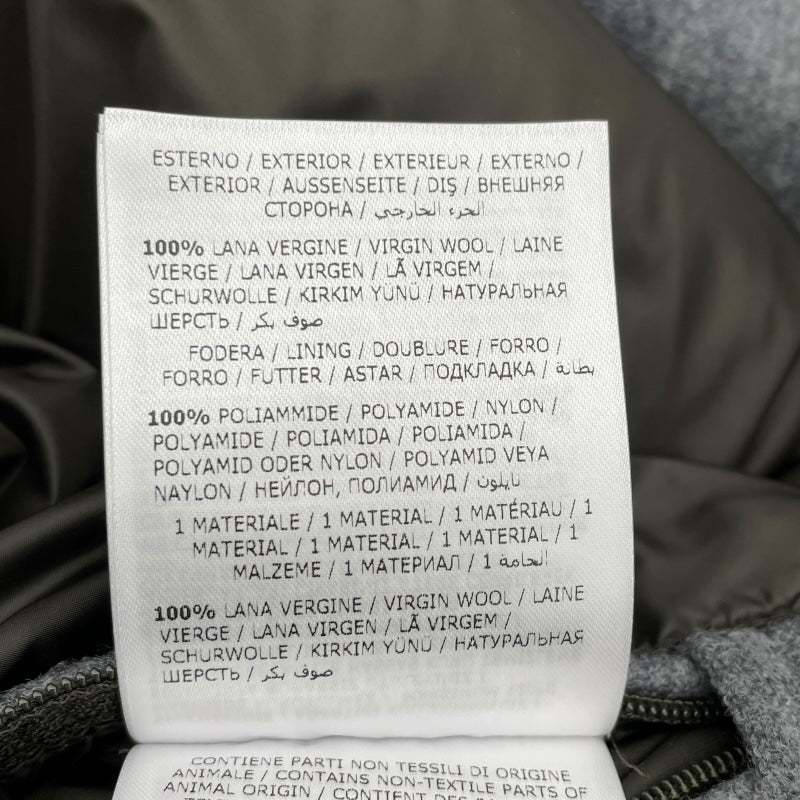 ESTERNO / EXTERIOR / EXTERIEUR / EXTERNO /
EXTERIOR / AUSSENSEITE / DIŞ / ВНЕШНЯЯ
СТОРОНА / الجزء الخارجي
100% LANA VERGINE / VIRGIN WOOL / LAINE
VIERGE / LANA VIRGEN / LÃ VIRGEM /
SCHURWOLLE / KIRKIM YÜNÜ / НАТУРАЛЬНАЯ
ШЕРСТЬ / صوف بكر
FODERA / LINING / DOUBLURE / FORRO /
FORRO / FUTTER / ASTAR / ПОДКЛАДКА / بطانة
100% POLIAMMIDE / POLYAMIDE / NYLON /
POLYAMIDE / POLIAMIDA / POLIAMIDA /
POLYAMID ODER NYLON / POLYAMID VEYA
NAYLON / НЕЙЛОН, ПОЛИАМИД / نايلون
1 MATERIALE / 1 MATERIAL / 1 MATÉRIAU / 1
MATERIAL / 1 MATERIAL / 1 MATERIAL / 1
MALZEME / 1 МАТЕРИАЛ / 1 الخامة
100% LANA VERGINE / VIRGIN WOOL / LAINE
VIERGE / LANA VIRGEN / LÃ VIRGEM /
SCHURWOLLE / KIRKIM YÜNÜ / НАТУРАЛЬНАЯ
ШЕРСТЬ / صوف بكر
CONTIENE PARTI NON TESSILI DI ORIGINE
ANIMALE / CONTAINS NON-TEXTILE PARTS OF
ANIMAL ORIGIN / CONTIENT DES